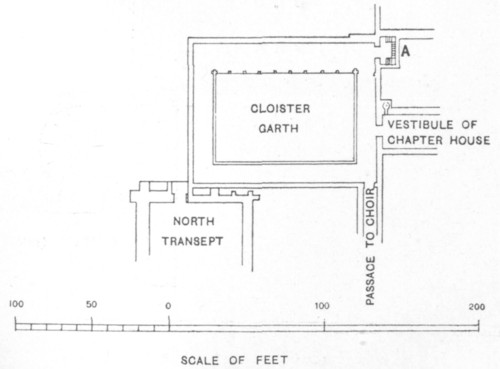 A
CLOISTER
GARTH
VESTIBULE OF
CHAPTER HOUSE
NORTH
TRANSEPT
PASSAGE TO CHOIR
100 50 0 100 200
SCALE OF FEET